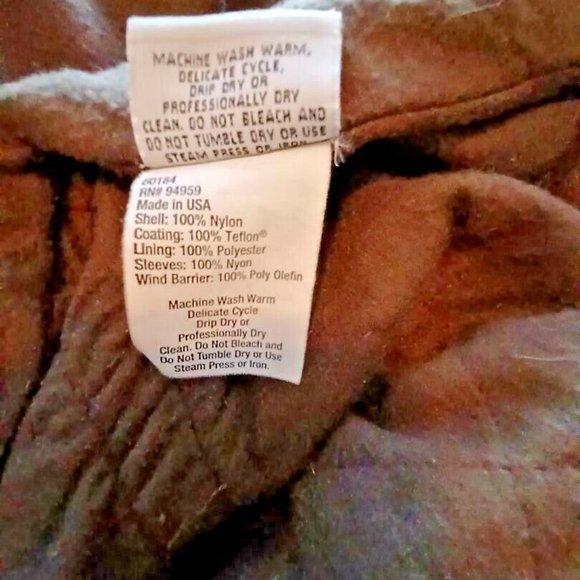 MACHINE WASH WARM,
DELICATE CYCLE,
DRIP DRY OR
PROFESSIONALLY DRY
CLEAN. DO NOT BLEACH AND
DO NOT TUMBLE DRY OR USE
STEAM PRESS OR IRON.
80184
RN# 94959
Made in USA
Shell: 100% Nylon
Coating: 100% Teflon®
Lining: 100% Polyester
Sleeves: 100% Nyon
Wind Barrier: 100% Poly Olefin
Machine Wash Warm
Delicate Cycle
Drip Dry or
Professionally Dry
Clean. Do Not Bleach and
Do Not Tumble Dry or Use
Steam Press or Iron.